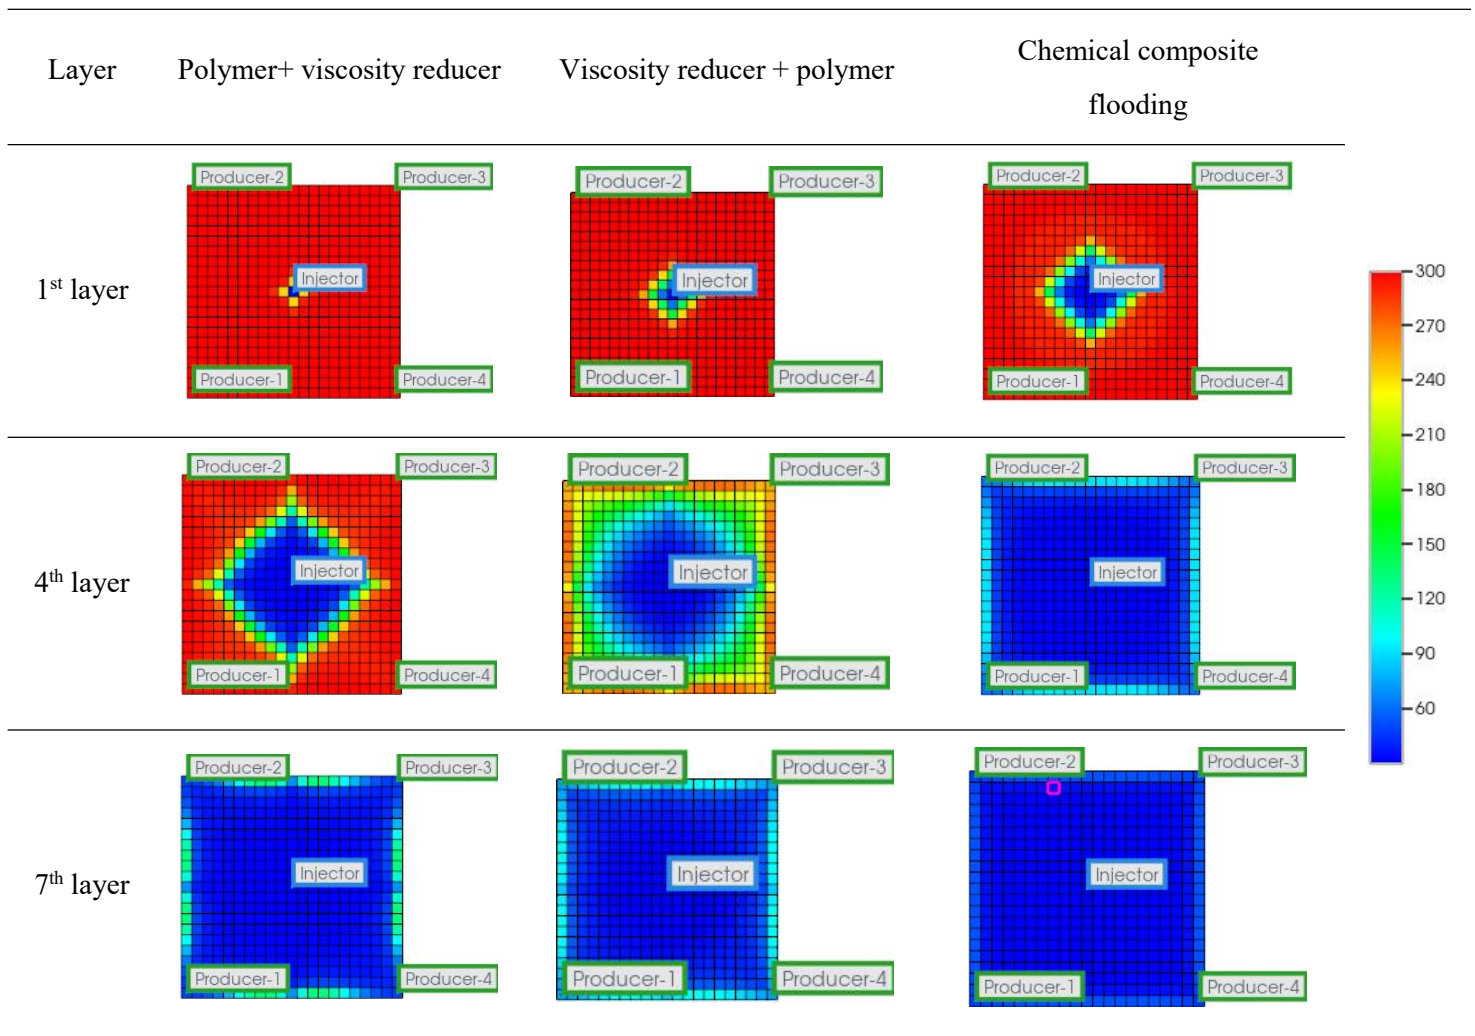 Layer
Polymer+ viscosity reducer
Viscosity reducer + polymer
Chemical composite
flooding
1st layer
Producer-2
Producer-3
Injector
Producer-1
Producer-4
Producer-2
Producer-3
Injector
Producer-1
Producer-4
Producer-2
Producer-3
Injector
Producer-1
Producer-4
4th layer
Producer-2
Producer-3
Injector
Producer-1
Producer-4
Producer-2
Producer-3
Injector
Producer-1
Producer-4
Producer-2
Producer-3
Injector
Producer-1
Producer-4
7th layer
Producer-2
Producer-3
Injector
Producer-1
Producer-4
Producer-2
Producer-3
Injector
Producer-1
Producer-4
Producer-2
Producer-3
Injector
Producer-1
Producer-4
300
270
240
210
180
150
120
90
60